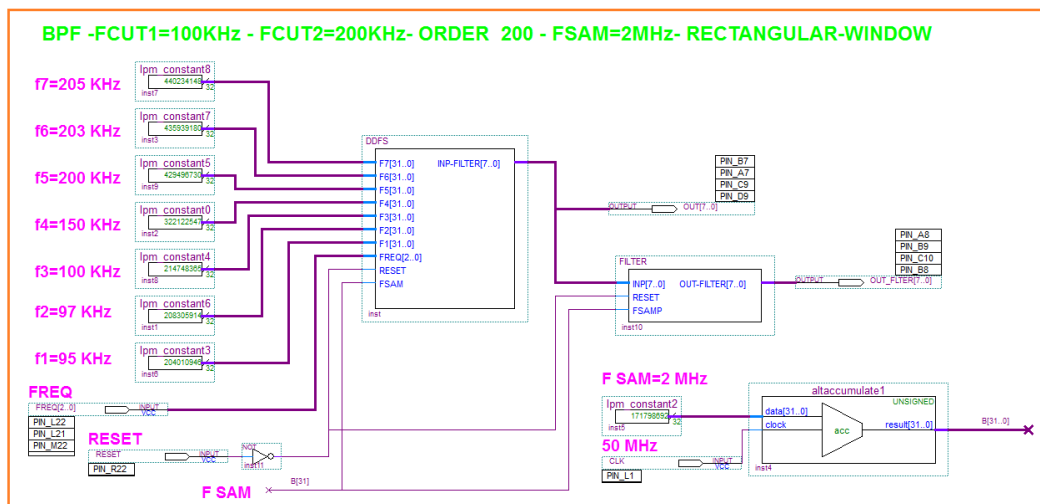 BPF -FCUT1=100KHz - FCUT2=200KHz- ORDER 200 - FSAM=2MHz- RECTANGULAR-WINDOW
lpm_constant8
f7=205 KHz
440234148
32
inst7
lpm_constant7
f6=203 KHz
435939180
32
inst3
lpm_constant5
f5=200 KHz
429496730
32
inst9
lpm_constant0
f4=150 KHz
322122547
32
inst2
lpm_constant4
f3=100 KHz
214748365
32
inst8
lpm_constant6
f2=97 KHz
208305914
32
inst1
lpm_constant3
f1=95 KHz
204010946
32
inst6
DDFS
F7[31..0] INP-FILTER[7..0]
F6[31..0]
F5[31..0]
F4[31..0]
F3[31..0]
F2[31..0]
F1[31..0]
FREQ[2..0]
RESET
FSAM
inst
PIN_B7
PIN_A7
PIN_C9
PIN_D9
OUTPUT OUT[7..0]
PIN_A8
PIN_B9
PIN_C10
PIN_B8
OUTPUT OUT_FLTER[7..0]
FILTER
INP[7..0] OUT-FILTER[7..0]
RESET
FSAMP
inst10
FREQ
FREQ[2..0] INPUT
VCC
PIN_L22
PIN_L21
PIN_M22
RESET
RESET INPUT
VCC
PIN_R22
NOT
inst11
F SAM
B[31]
F SAM=2 MHz
lpm_constant2
171798692
32
inst5
50 MHz
CLK INPUT
VCC
PIN_L1
altaccumulate1
UNSIGNED
data[31..0]
clock
acc
result[31..0]
inst4
B[31..0]